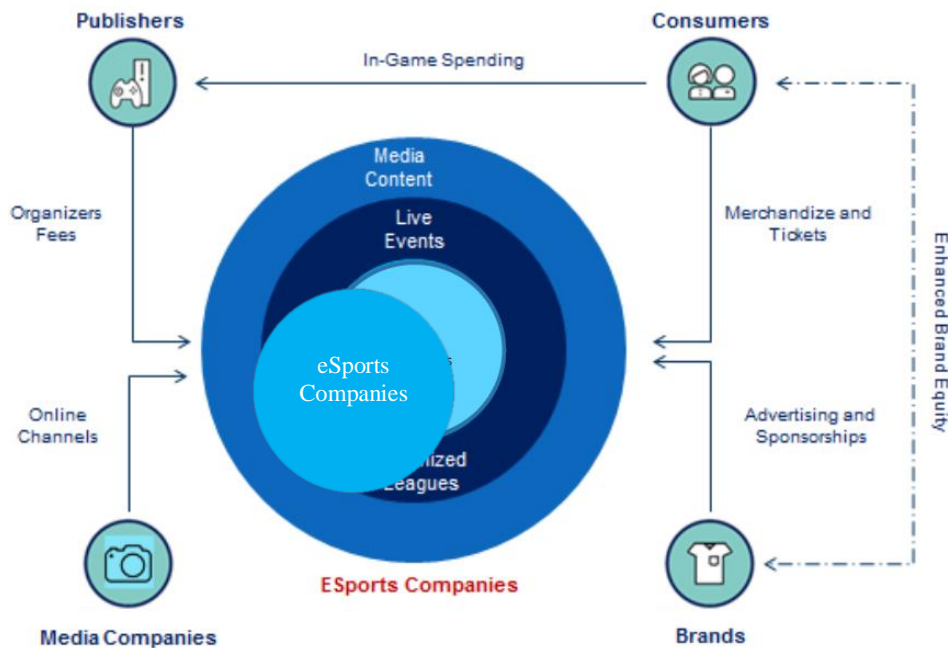 Publishers
Consumers
In-Game Spending
Media
Content
Organizers
Fees
Live
Events
Merchandize and
Tickets
Enhanced Brand Equity
eSports
Companies
Online
Channels
Advertising and
Sponsorships
Leagues
ESports Companies
Media Companies
Brands